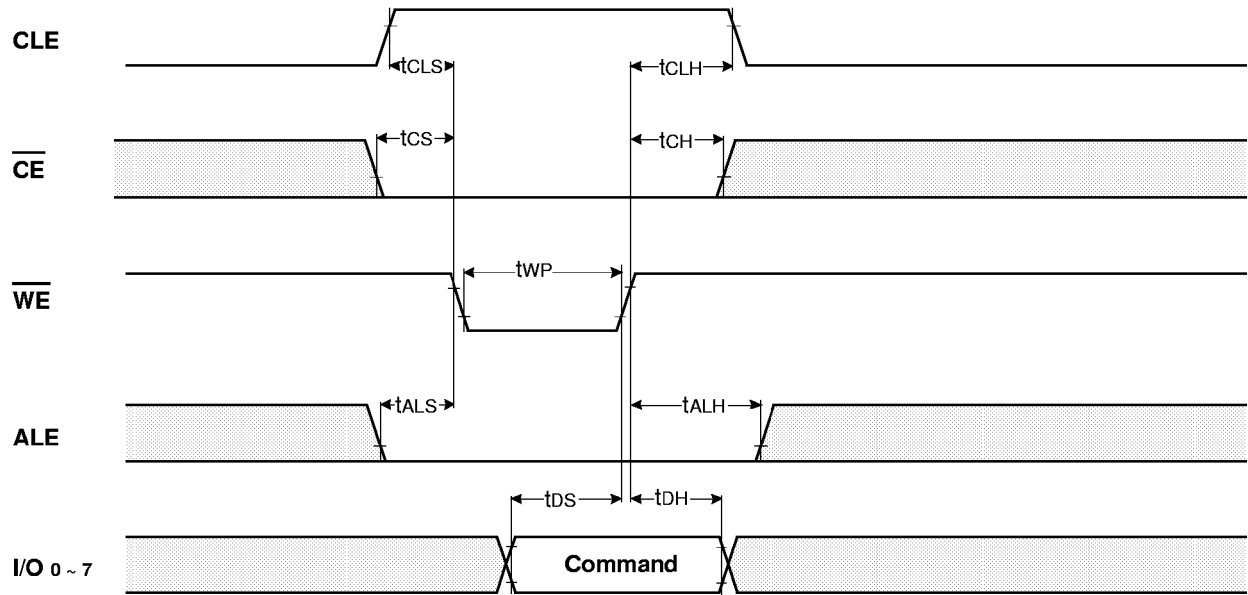 CLE
tCLS
tCLH
CE
tCS
tCH
WE
tWP
ALE
tALS
tALH
tDS
tDH
I/O 0 ~ 7
Command